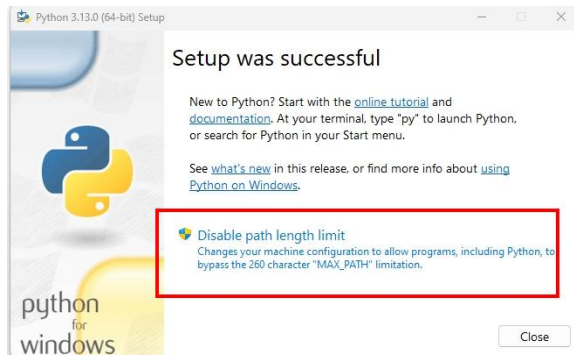 Python 3.13.0 (64-bit) Setup
Setup was successful
New to Python? Start with the online tutorial and
documentation. At your terminal, type "py" to launch Python,
or search for Python in your Start menu.
See what's new in this release, or find more info about using
Python on Windows.
Disable path length limit
Changes your machine configuration to allow programs, including Python, to
bypass the 260 character "MAX_PATH" limitation.
python
for
windows
Close